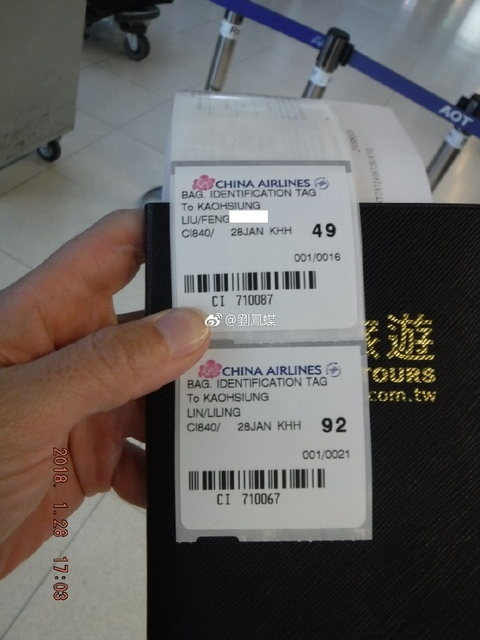 AOT
CHINA AIRLINES
BAG. IDENTIFICATION TAG
To KAOHSIUNG
LIU/FENG
CI840/ 28JAN KHH 49
001/0016
CI 710087
@劉鳳蝶
CHINA AIRLINES
BAG. IDENTIFICATION TAG
To KAOHSIUNG
LIN/LILING
CI840/ 28JAN KHH 92
001/0021
CI 710067
遊
TOURS
.com.tw
2018. 1.28 17:03